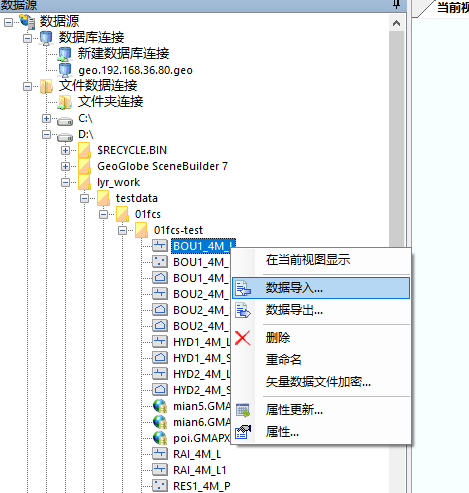 数据源
当前视
数据源
数据库连接
新建数据库连接
geo.192.168.36.80.geo
文件数据连接
文件夹连接
C:\
D:\
$RECYCLE.BIN
GeoGlobe SceneBuilder 7
lyr_work
testdata
01fcs
01fcs-test
BOU1_4M_L
BOU1_4M_
BOU1_4M_
BOU2_4M_
BOU2_4M_
BOU2_4M_
HYD1_4M_L
HYD1_4M_S
HYD2_4M_L
HYD2_4M_S
mian5.GMA
mian6.GMA
poi.GMAPX
RAI_4M_L
RAI_4M_L1
RES1_4M_P
在当前视图显示
数据导入...
数据导出...
删除
重命名
矢量数据文件加密...
属性更新...
属性...